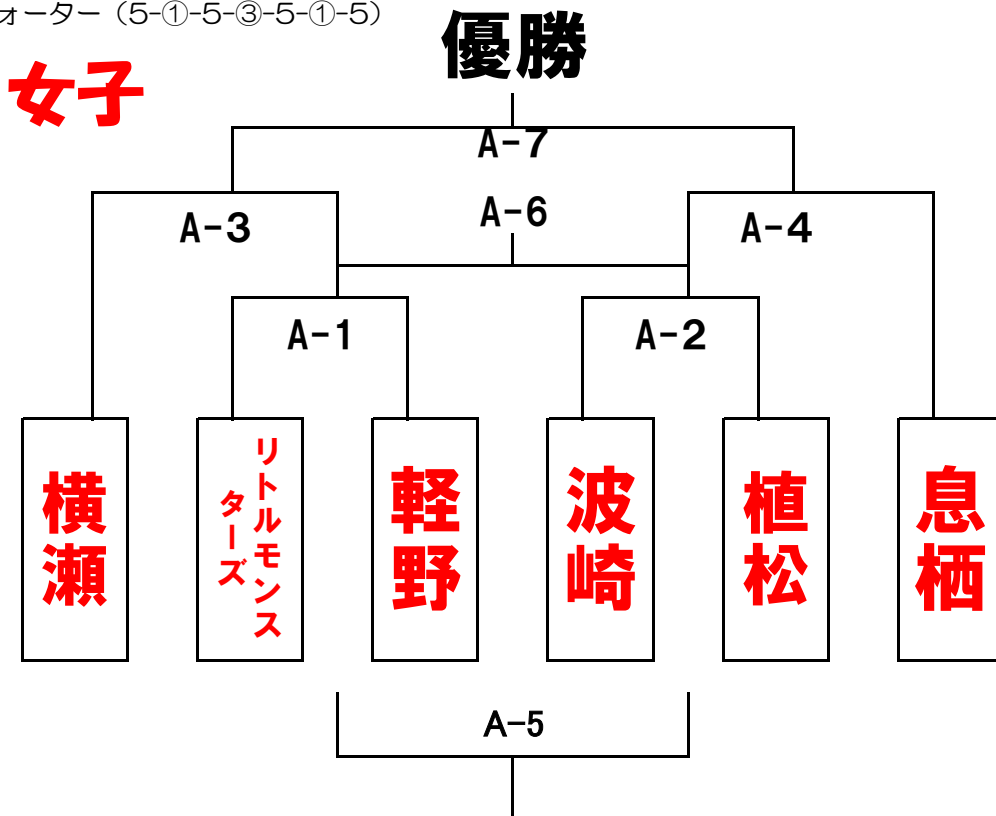 ォーター（5-①-5-③-5-①-5）
優勝
女子
A-7
A-6
A-3
A-4
A-1
A-2
横瀬
リトルモンス
ターズ
軽野
波崎
植松
息栖
A-5